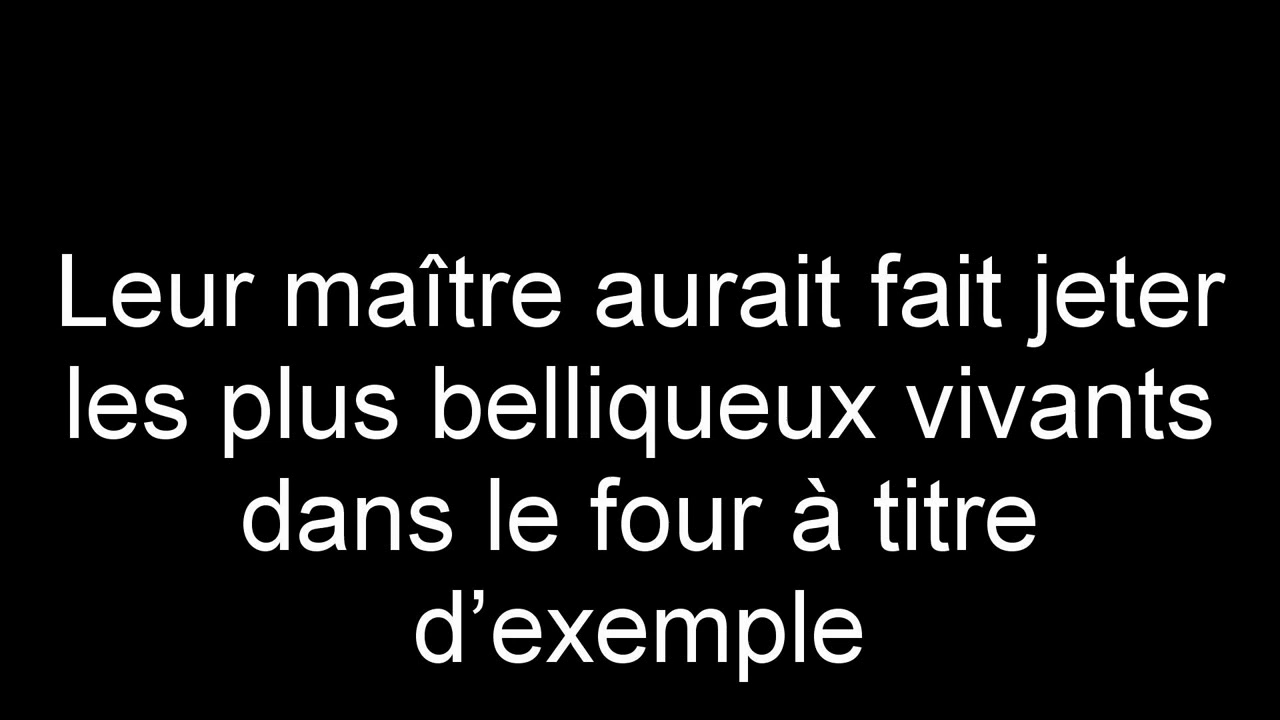 Leur maître aurait fait jeter
les plus belliqueux vivants
dans le four à titre
d’exemple